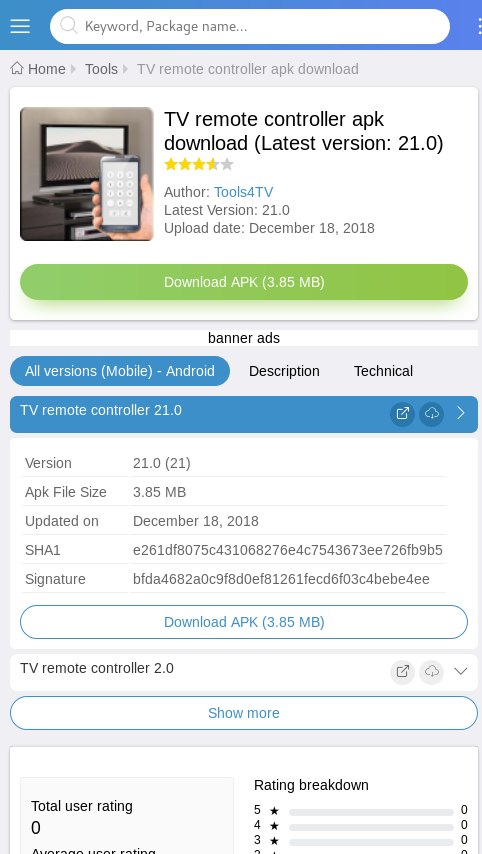 Keyword, Package name...
Home Tools TV remote controller apk download
TV remote controller apk
download (Latest version: 21.0)
Author: Tools4TV
Latest Version: 21.0
Upload date: December 18, 2018
Download APK (3.85 MB)
banner ads
All versions (Mobile) - Android Description Technical
TV remote controller 21.0
Version 21.0 (21)
Apk File Size 3.85 MB
Updated on December 18, 2018
SHA1 e261df8075c431068276e4c7543673ee726fb9b5
Signature bfda4682a0c9f8d0ef81261fecd6f03c4bebe4ee
Download APK (3.85 MB)
TV remote controller 2.0
Show more
Total user rating
0
Average user rating
Rating breakdown
5 ★ 0
4 ★ 0
3 ★ 0